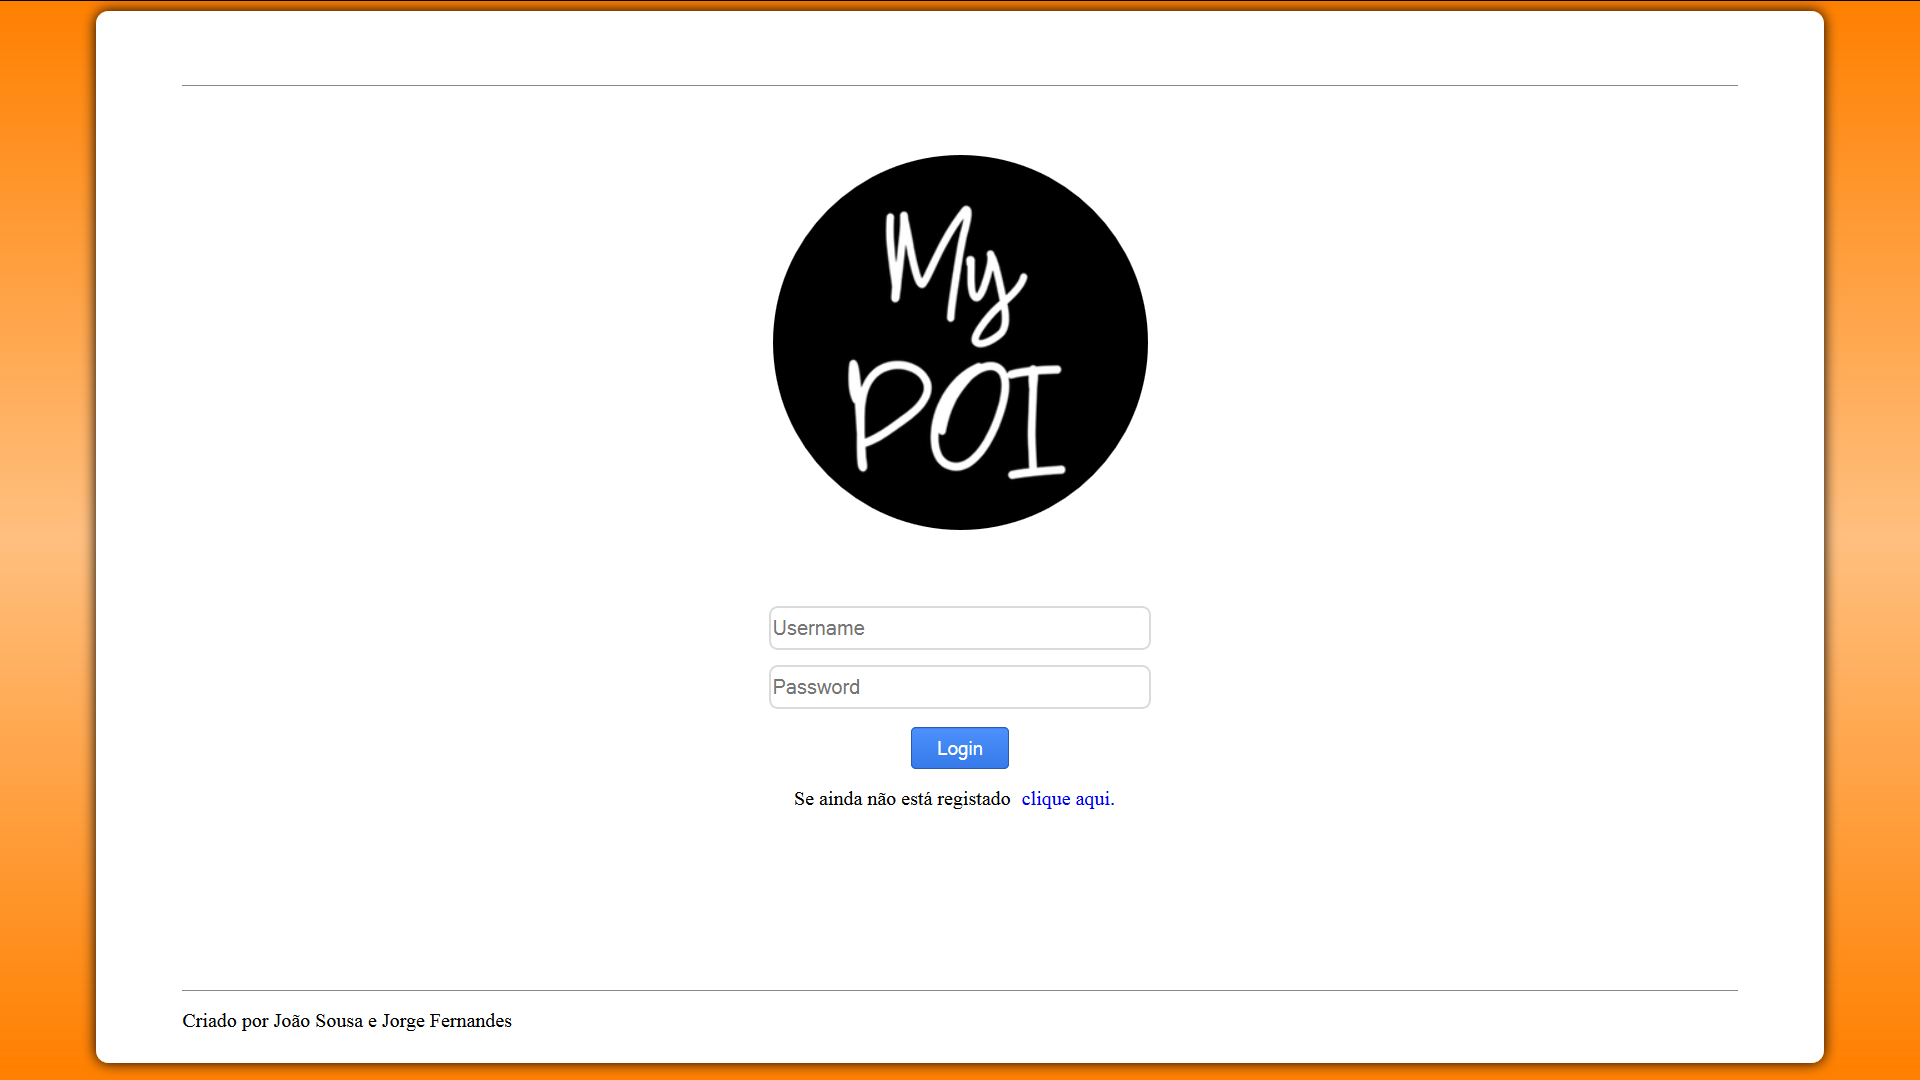 My
POI
Username
Password
Login
Se ainda não está registado clique aqui.
Criado por João Sousa e Jorge Fernandes